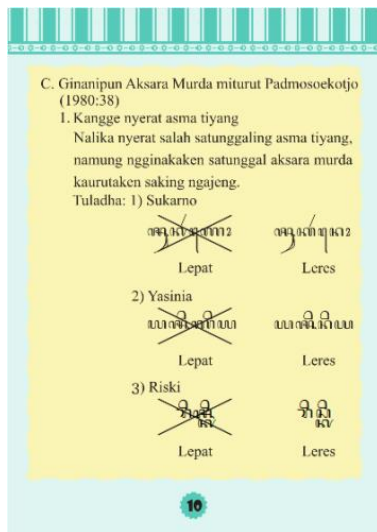 C. Ginanipun Aksara Murda miturut Padmosoekotjo
(1980:38)
1. Kangge nyerat asma tiyang
Nalika nyerat salah satunggaling asma tiyang,
namung ngginakaken satunggal aksara murda
kaurutaken saking ngajeng.
Tuladha: 1) Sukarno
Lepat Leres
2) Yasinia
Lepat Leres
3) Riski
Lepat Leres
10